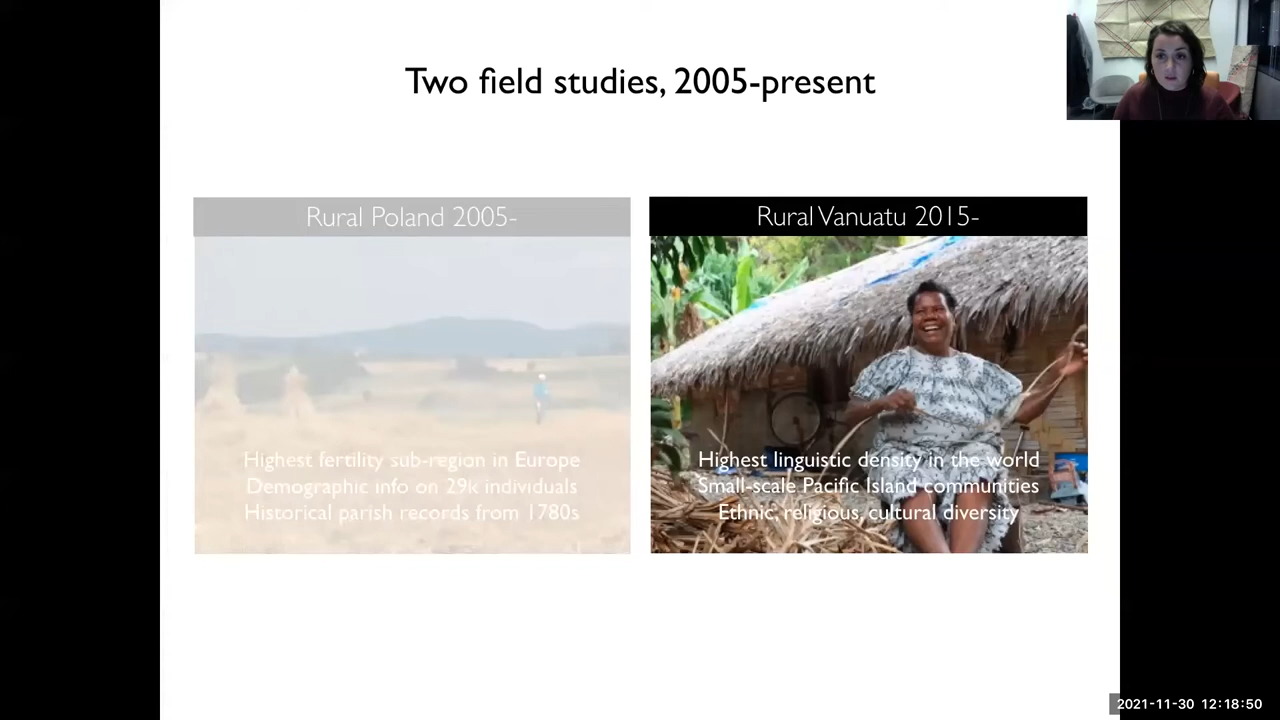 Two field studies, 2005-present
Rural Poland 2005-
Highest fertility sub-region in Europe
Demographic info on 29k individuals
Historical parish records from 1780s
Rural Vanuatu 2015-
Highest linguistic density in the world
Small-scale Pacific Island communities
Ethnic, religious, cultural diversity
2021-11-30 12:18:50